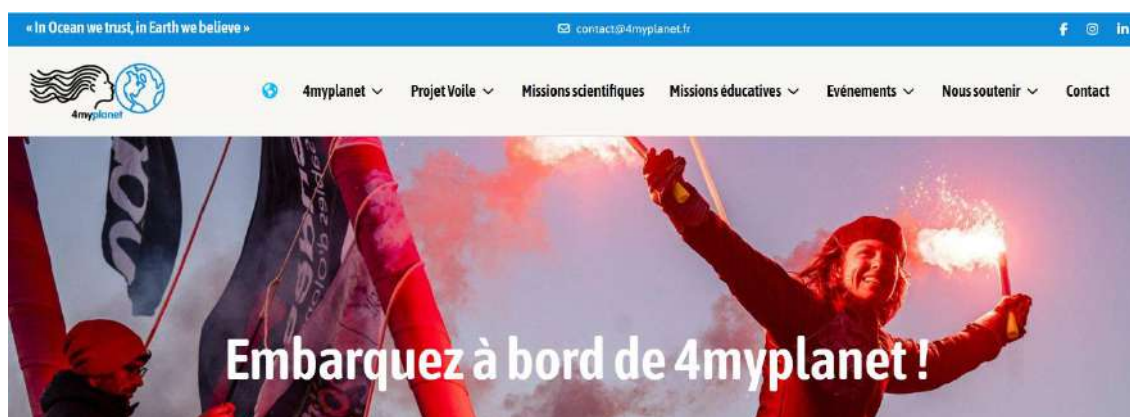 « In Ocean we trust, in Earth we believe »
contact@4myplanet.fr
4myplanet
4myplanet
Projet Voile
Missions scientifiques
Missions éducatives
Evénements
Nous soutenir
Contact
Embarquez à bord de 4myplanet !